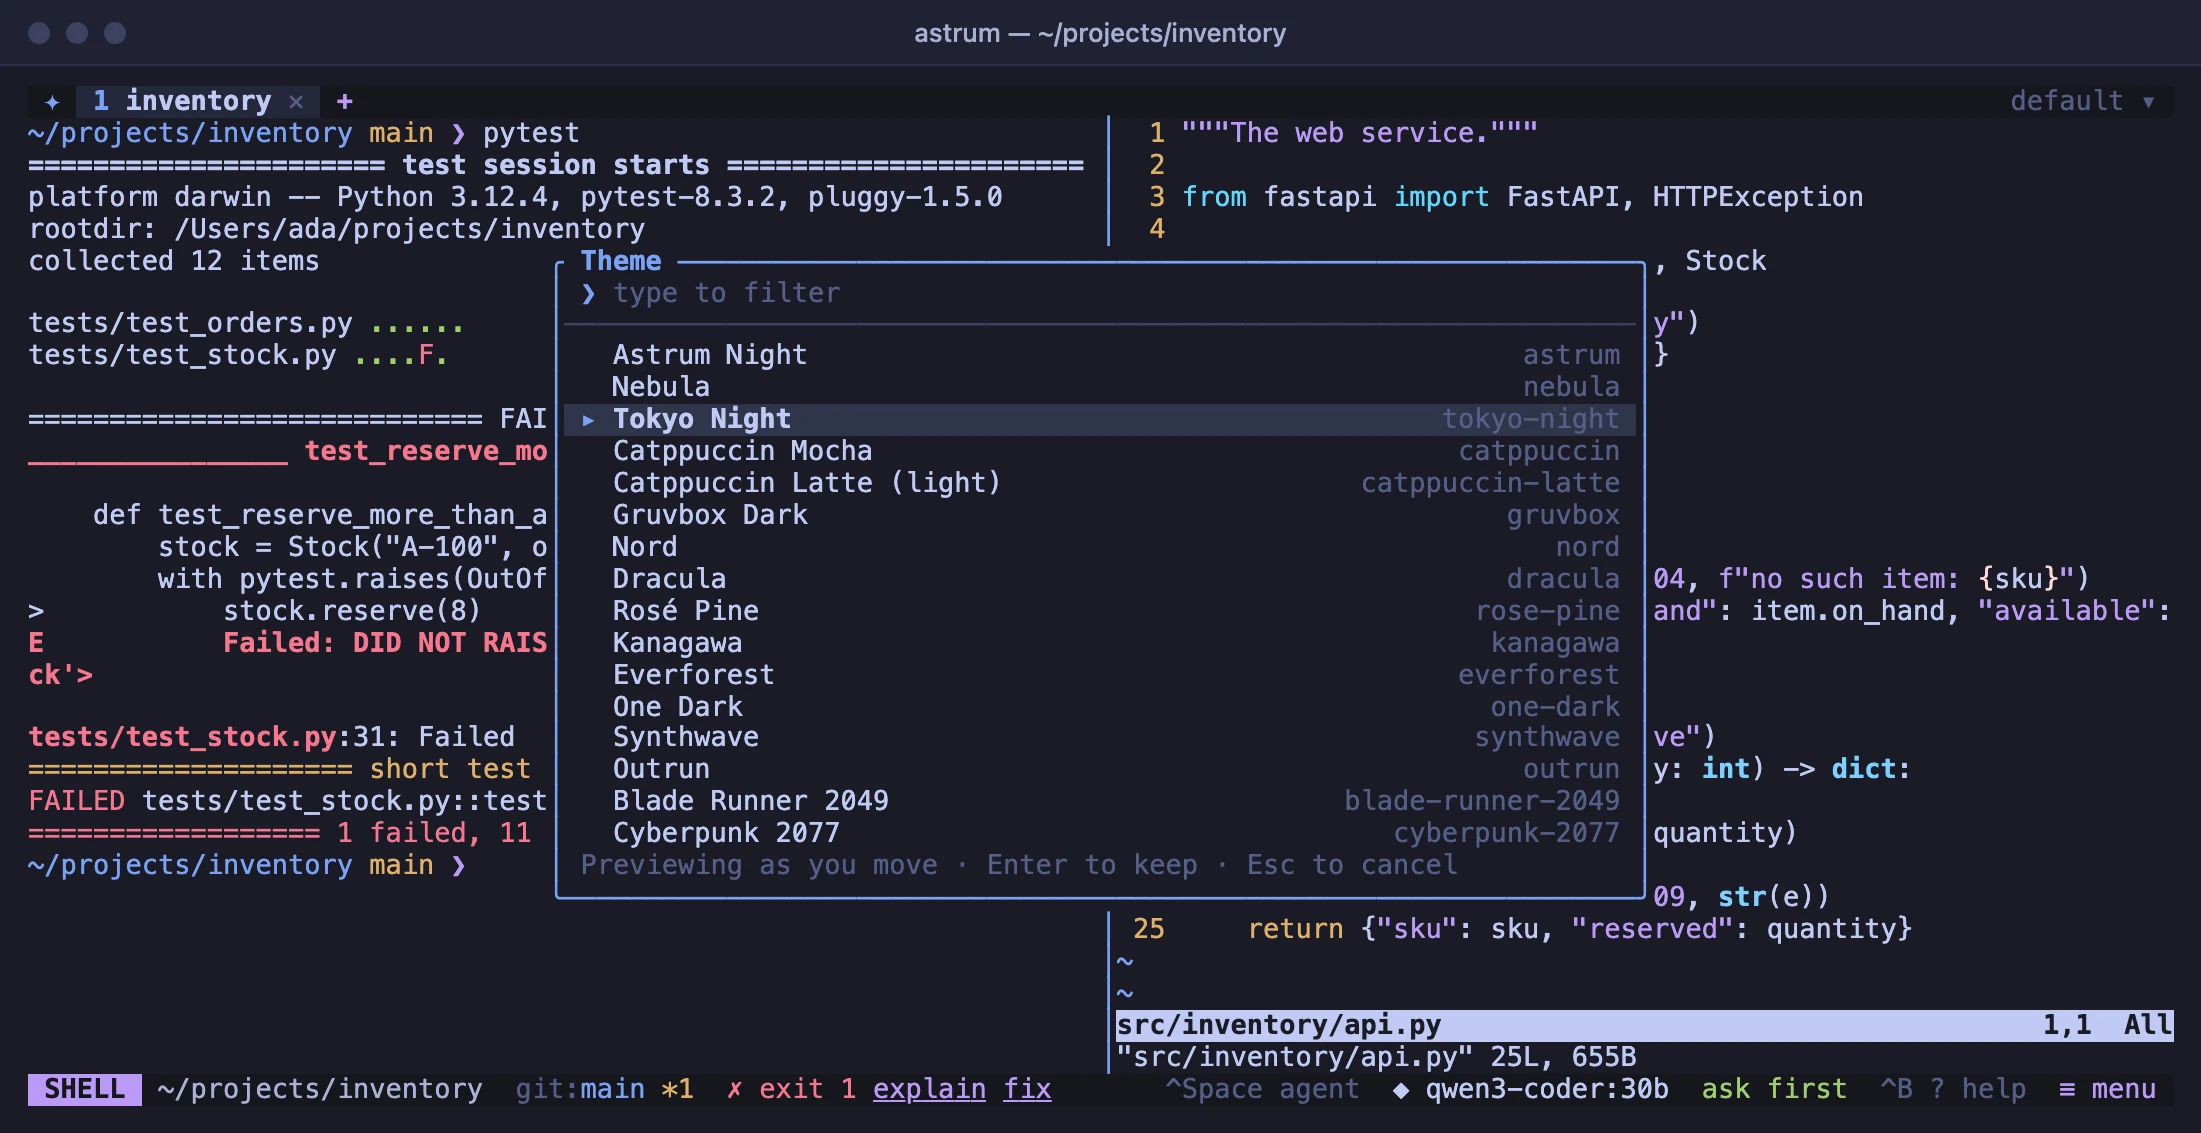 astrum — ~/projects/inventory
✦ 1 inventory × + default ▾
~/projects/inventory main ❯ pytest
====================== test session starts ======================
platform darwin -- Python 3.12.4, pytest-8.3.2, pluggy-1.5.0
rootdir: /Users/ada/projects/inventory
collected 12 items
tests/test_orders.py ......
tests/test_stock.py ....F.
============================ FAI
________________ test_reserve_mo
def test_reserve_more_than_a
stock = Stock("A-100", o
with pytest.raises(OutOf
> stock.reserve(8)
E Failed: DID NOT RAIS
ck'>
tests/test_stock.py:31: Failed
==================== short test
FAILED tests/test_stock.py::test
================== 1 failed, 11
~/projects/inventory main ❯
1 """The web service."""
2
3 from fastapi import FastAPI, HTTPException
4
, Stock
y")
}
04, f"no such item: {sku}")
and": item.on_hand, "available":
ve")
y: int) -> dict:
quantity)
09, str(e))
25 return {"sku": sku, "reserved": quantity}
~
~
src/inventory/api.py 1,1 All
"src/inventory/api.py" 25L, 655B
Theme
❯ type to filter
Astrum Night astrum
Nebula nebula
▸ Tokyo Night tokyo-night
Catppuccin Mocha catppuccin
Catppuccin Latte (light) catppuccin-latte
Gruvbox Dark gruvbox
Nord nord
Dracula dracula
Rosé Pine rose-pine
Kanagawa kanagawa
Everforest everforest
One Dark one-dark
Synthwave synthwave
Outrun outrun
Blade Runner 2049 blade-runner-2049
Cyberpunk 2077 cyberpunk-2077
Previewing as you move · Enter to keep · Esc to cancel
SHELL ~/projects/inventory git:main *1 ✗ exit 1 explain fix ^Space agent ◆ qwen3-coder:30b ask first ^B ? help ≡ menu